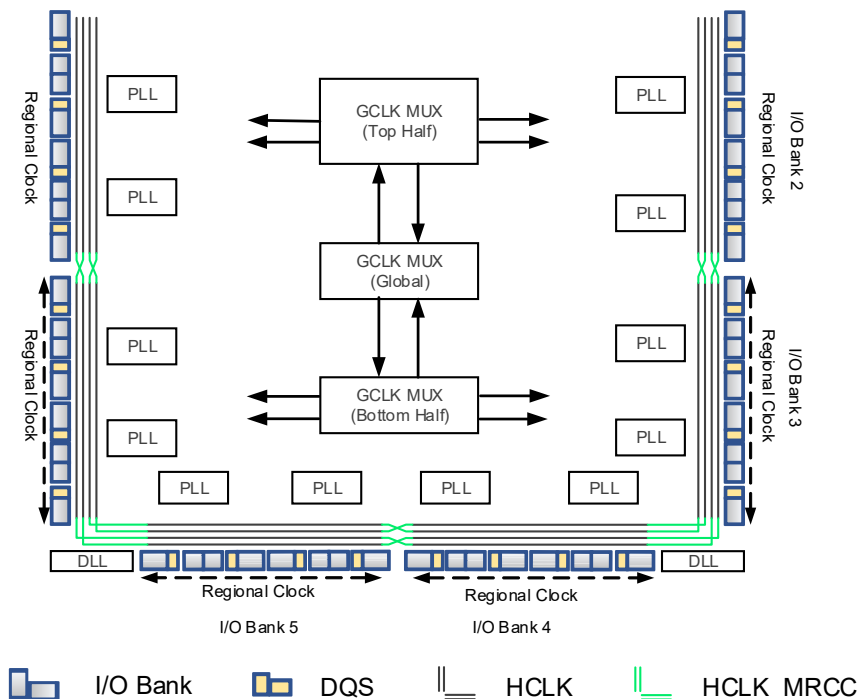 PLL
GCLK MUX
(Top Half)
PLL
Regional Clock
Regional Clock
I/O Bank 2
PLL
PLL
GCLK MUX
(Global)
PLL
PLL
Regional Clock
Regional Clock
I/O Bank 3
GCLK MUX
(Bottom Half)
PLL
PLL
PLL
PLL
PLL
PLL
DLL
DLL
Regional Clock
Regional Clock
I/O Bank 5
I/O Bank 4
I/O Bank
DQS
HCLK
HCLK MRCC